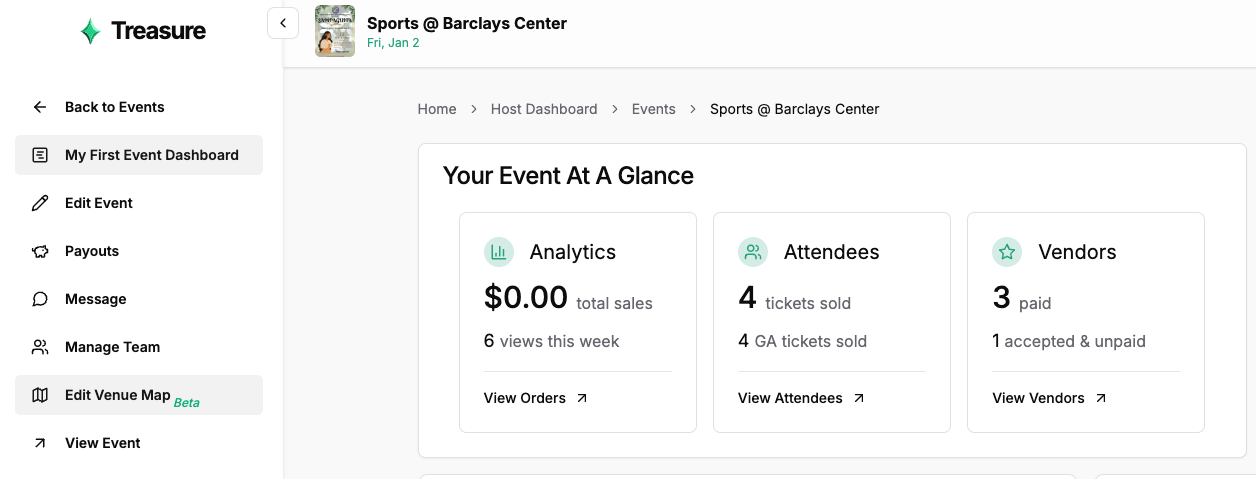 Treasure
Sports @ Barclays Center
Fri, Jan 2
Back to Events
My First Event Dashboard
Edit Event
Payouts
Message
Manage Team
Edit Venue Map Beta
View Event
Home > Host Dashboard > Events > Sports @ Barclays Center
Your Event At A Glance
Analytics
$0.00 total sales
6 views this week
View Orders
Attendees
4 tickets sold
4 GA tickets sold
View Attendees
Vendors
3 paid
1 accepted & unpaid
View Vendors